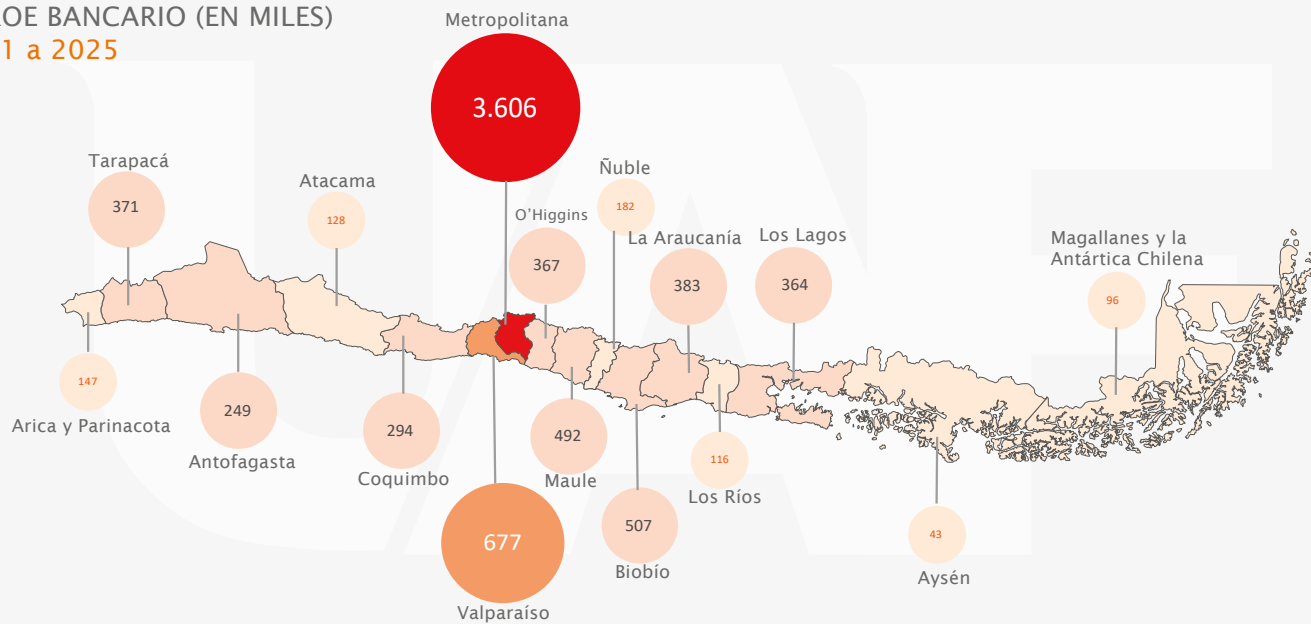 ROE BANCARIO (EN MILES)
1 a 2025
Metropolitana
3.606
Tarapacá
371
Atacama
128
O'Higgins
367
Ñuble
182
La Araucanía
383
Los Lagos
364
Magallanes y la
Antártica Chilena
96
147
Arica y Parinacota
249
Antofagasta
294
Coquimbo
677
Valparaíso
492
Maule
507
Biobío
116
Los Ríos
43
Aysén
UAF